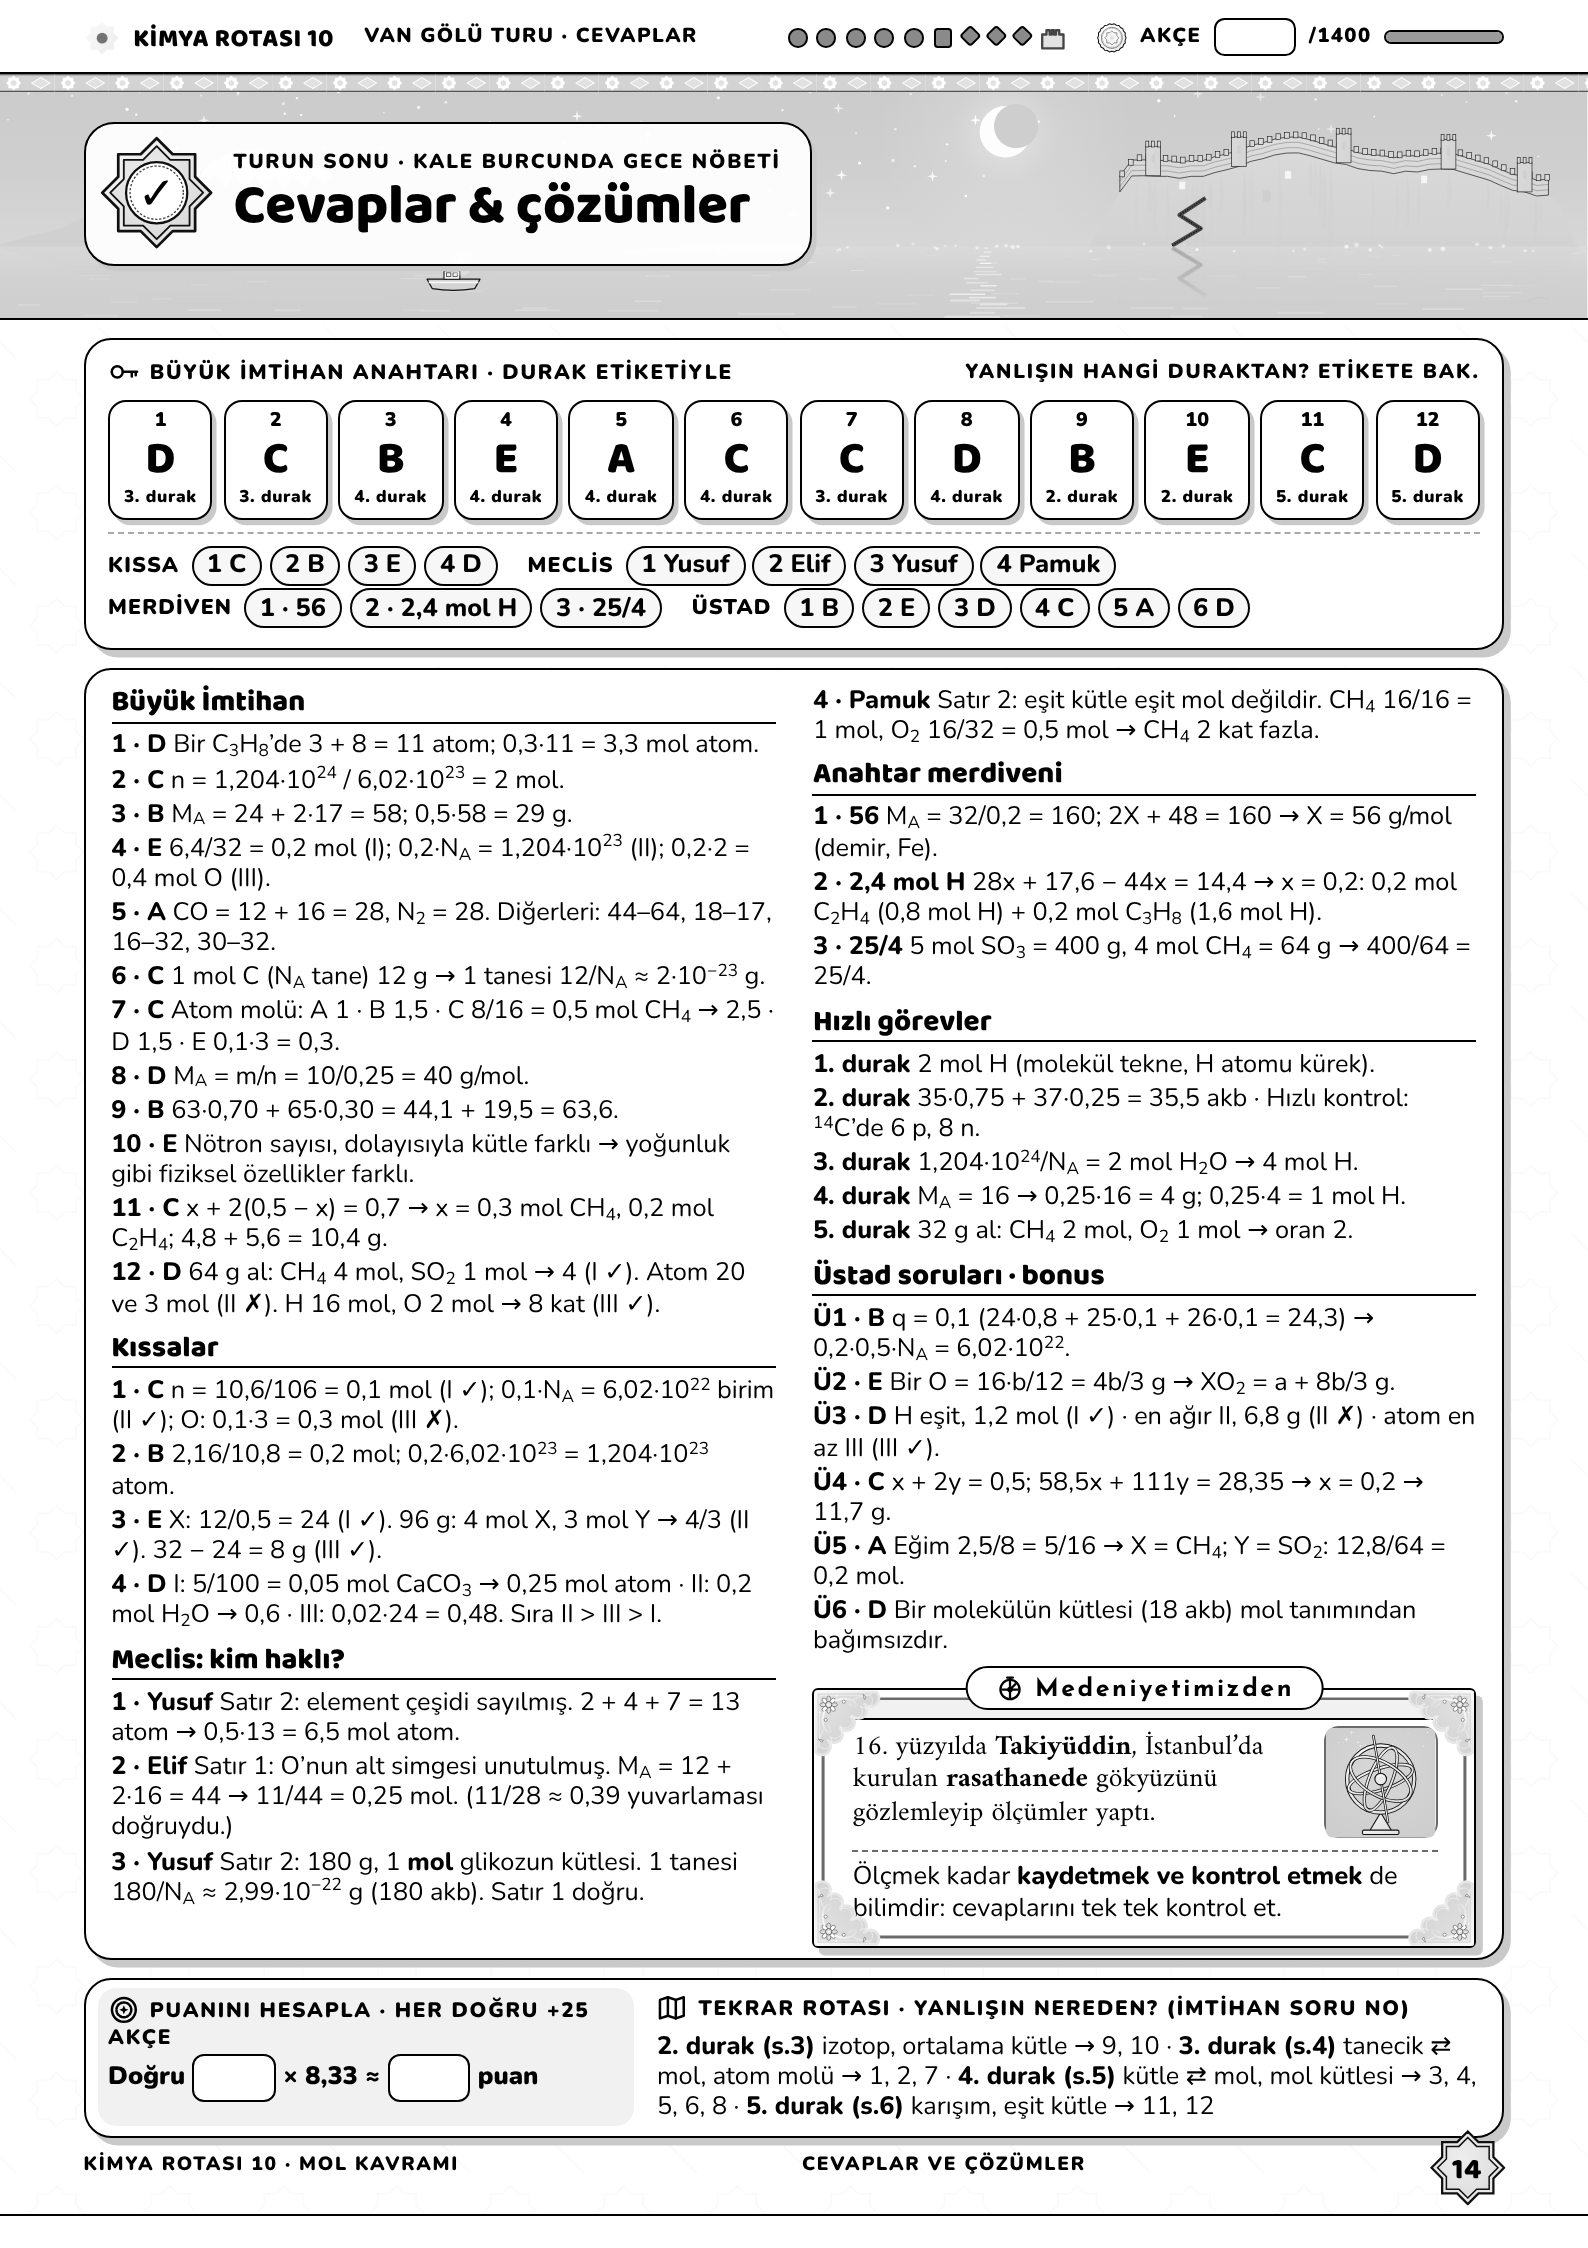 KİMYA ROTASI 10 VAN GÖLÜ TURU · CEVAPLAR AKÇE /1400
TURUN SONU · KALE BURCUNDA GECE NÖBETİ
Cevaplar & çözümler
BÜYÜK İMTİHAN ANAHTARI · DURAK ETİKETİYLE YANLIŞIN HANGİ DURAKTAN? ETİKETE BAK.
1 2 3 4 5 6 7 8 9 10 11 12
D C B E A C C D B E C D
3. durak 3. durak 4. durak 4. durak 4. durak 4. durak 3. durak 4. durak 2. durak 2. durak 5. durak 5. durak
KISSA 1 C 2 B 3 E 4 D MECLİS 1 Yusuf 2 Elif 3 Yusuf 4 Pamuk
MERDİVEN 1 · 56 2 · 2,4 mol H 3 · 25/4 ÜSTAD 1 B 2 E 3 D 4 C 5 A 6 D
Büyük İmtihan
1 · D Bir C₃H₈’de 3 + 8 = 11 atom; 0,3·11 = 3,3 mol atom.
2 · C n = 1,204·10²⁴ / 6,02·10²³ = 2 mol.
3 · B M_A = 24 + 2·17 = 58; 0,5·58 = 29 g.
4 · E 6,4/32 = 0,2 mol (I); 0,2·N_A = 1,204·10²³ (II); 0,2·2 =
0,4 mol O (III).
5 · A CO = 12 + 16 = 28, N₂ = 28. Diğerleri: 44–64, 18–17,
16–32, 30–32.
6 · C 1 mol C (N_A tane) 12 g → 1 tanesi 12/N_A ≈ 2·10⁻²³ g.
7 · C Atom molü: A 1 · B 1,5 · C 8/16 = 0,5 mol CH₄ → 2,5 ·
D 1,5 · E 0,1·3 = 0,3.
8 · D M_A = m/n = 10/0,25 = 40 g/mol.
9 · B 63·0,70 + 65·0,30 = 44,1 + 19,5 = 63,6.
10 · E Nötron sayısı, dolayısıyla kütle farklı → yoğunluk
gibi fiziksel özellikler farklı.
11 · C x + 2(0,5 − x) = 0,7 → x = 0,3 mol CH₄, 0,2 mol
C₂H₄; 4,8 + 5,6 = 10,4 g.
12 · D 64 g al: CH₄ 4 mol, SO₂ 1 mol → 4 (I ✓). Atom 20
ve 3 mol (II ✗). H 16 mol, O 2 mol → 8 kat (III ✓).
Kıssalar
1 · C n = 10,6/106 = 0,1 mol (I ✓); 0,1·N_A = 6,02·10²² birim
(II ✓); O: 0,1·3 = 0,3 mol (III ✗).
2 · B 2,16/10,8 = 0,2 mol; 0,2·6,02·10²³ = 1,204·10²³
atom.
3 · E X: 12/0,5 = 24 (I ✓). 96 g: 4 mol X, 3 mol Y → 4/3 (II
✓). 32 − 24 = 8 g (III ✓).
4 · D I: 5/100 = 0,05 mol CaCO₃ → 0,25 mol atom · II: 0,2
mol H₂O → 0,6 · III: 0,02·24 = 0,48. Sıra II > III > I.
Meclis: kim haklı?
1 · Yusuf Satır 2: element çeşidi sayılmış. 2 + 4 + 7 = 13
atom → 0,5·13 = 6,5 mol atom.
2 · Elif Satır 1: O’nun alt simgesi unutulmuş. M_A = 12 +
2·16 = 44 → 11/44 = 0,25 mol. (11/28 ≈ 0,39 yuvarlaması
doğruydu.)
3 · Yusuf Satır 2: 180 g, 1 mol glikozun kütlesi. 1 tanesi
180/N_A ≈ 2,99·10⁻²² g (180 akb). Satır 1 doğru.
4 · Pamuk Satır 2: eşit kütle eşit mol değildir. CH₄ 16/16 =
1 mol, O₂ 16/32 = 0,5 mol → CH₄ 2 kat fazla.
Anahtar merdiveni
1 · 56 M_A = 32/0,2 = 160; 2X + 48 = 160 → X = 56 g/mol
(demir, Fe).
2 · 2,4 mol H 28x + 17,6 − 44x = 14,4 → x = 0,2: 0,2 mol
C₂H₄ (0,8 mol H) + 0,2 mol C₃H₈ (1,6 mol H).
3 · 25/4 5 mol SO₃ = 400 g, 4 mol CH₄ = 64 g → 400/64 =
25/4.
Hızlı görevler
1. durak 2 mol H (molekül tekne, H atomu kürek).
2. durak 35·0,75 + 37·0,25 = 35,5 akb · Hızlı kontrol:
¹⁴C’de 6 p, 8 n.
3. durak 1,204·10²⁴/N_A = 2 mol H₂O → 4 mol H.
4. durak M_A = 16 → 0,25·16 = 4 g; 0,25·4 = 1 mol H.
5. durak 32 g al: CH₄ 2 mol, O₂ 1 mol → oran 2.
Üstad soruları · bonus
Ü1 · B q = 0,1 (24·0,8 + 25·0,1 + 26·0,1 = 24,3) →
0,2·0,5·N_A = 6,02·10²².
Ü2 · E Bir O = 16·b/12 = 4b/3 g → XO₂ = a + 8b/3 g.
Ü3 · D H eşit, 1,2 mol (I ✓) · en ağır II, 6,8 g (II ✗) · atom en
az III (III ✓).
Ü4 · C x + 2y = 0,5; 58,5x + 111y = 28,35 → x = 0,2 →
11,7 g.
Ü5 · A Eğim 2,5/8 = 5/16 → X = CH₄; Y = SO₂: 12,8/64 =
0,2 mol.
Ü6 · D Bir molekülün kütlesi (18 akb) mol tanımından
bağımsızdır.
Medeniyetimizden
16. yüzyılda Takiyüddin, İstanbul’da
kurulan rasathanede gökyüzünü
gözlemleyip ölçümler yaptı.
Ölçmek kadar kaydetmek ve kontrol etmek de
bilimdir: cevaplarını tek tek kontrol et.
PUANINI HESAPLA · HER DOĞRU +25
AKÇE
Doğru × 8,33 ≈ puan
TEKRAR ROTASI · YANLIŞIN NEREDEN? (İMTİHAN SORU NO)
2. durak (s.3) izotop, ortalama kütle → 9, 10 · 3. durak (s.4) tanecik ⇄
mol, atom molü → 1, 2, 7 · 4. durak (s.5) kütle ⇄ mol, mol kütlesi → 3, 4,
5, 6, 8 · 5. durak (s.6) karışım, eşit kütle → 11, 12
KİMYA ROTASI 10 · MOL KAVRAMI CEVAPLAR VE ÇÖZÜMLER 14